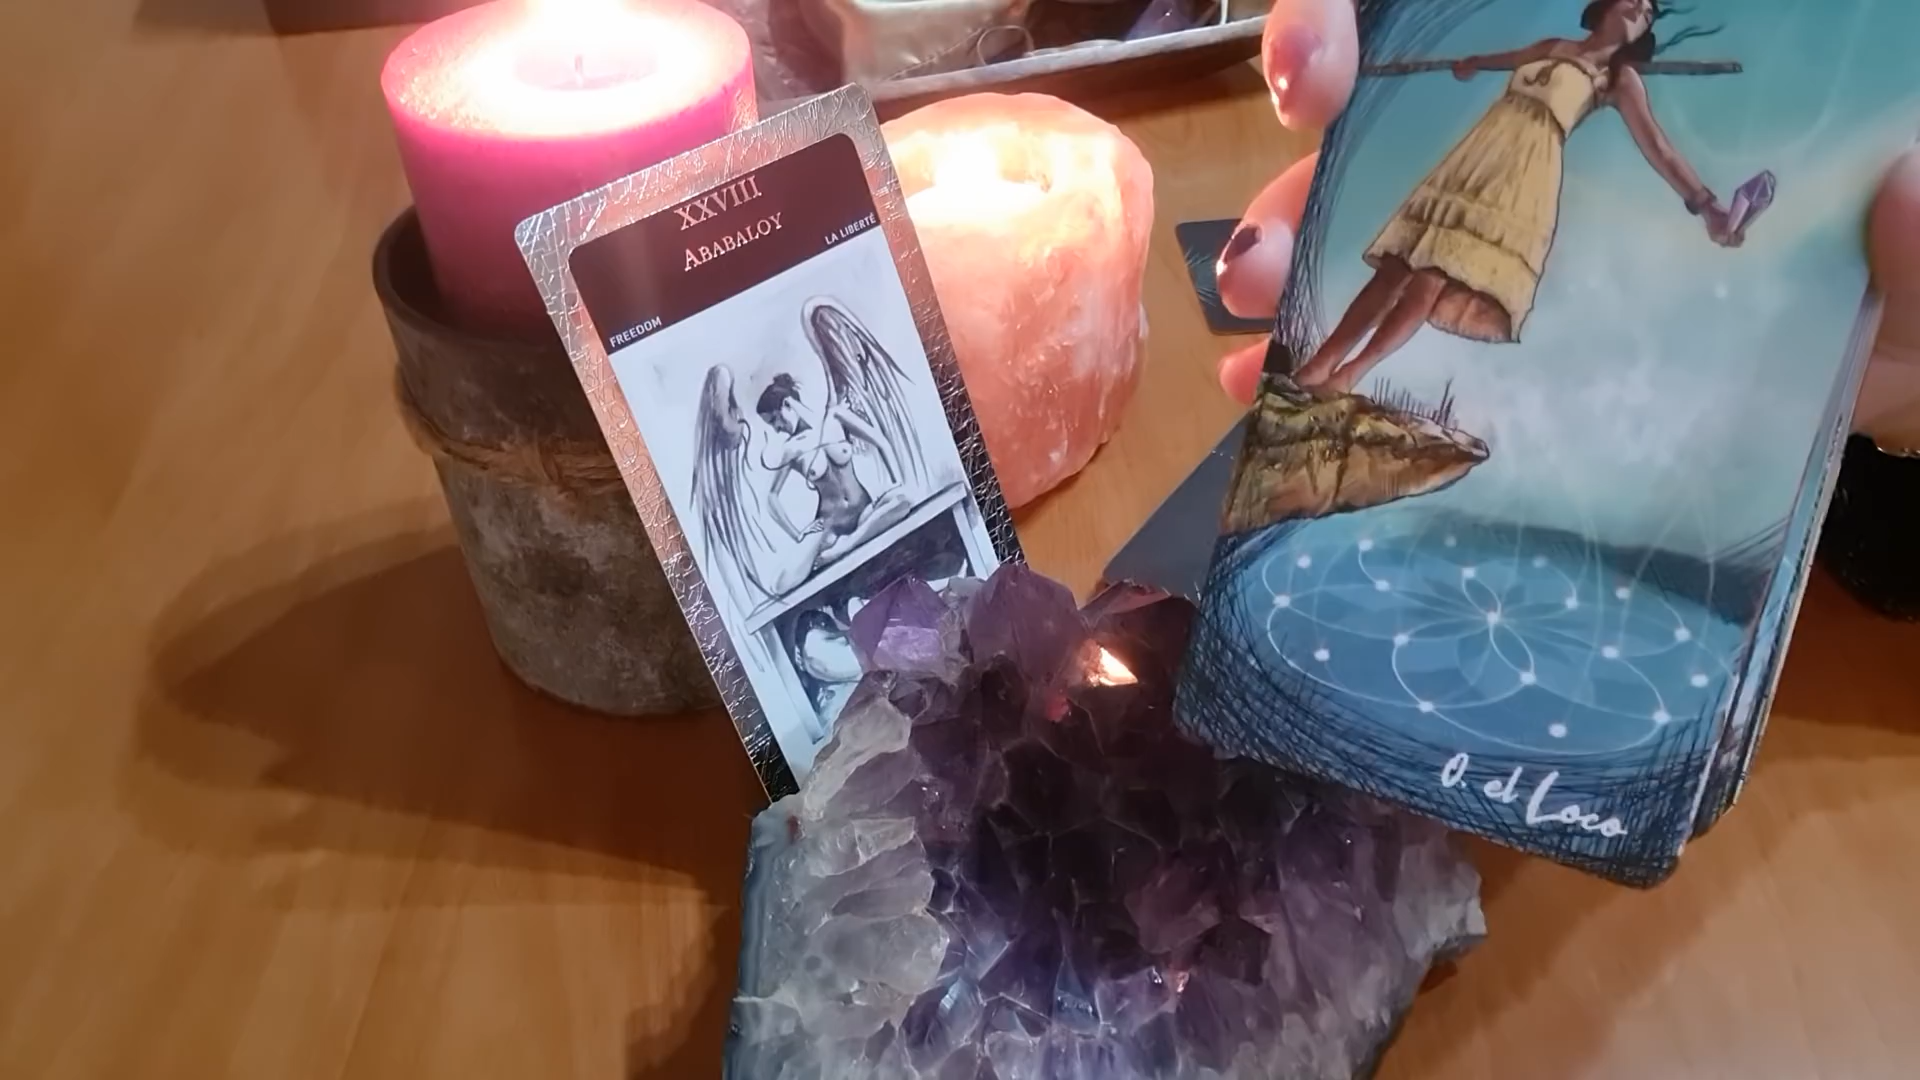 XXVIII
ABABALOY
FREEDOM
LA LIBERTÉ
0. el Loco